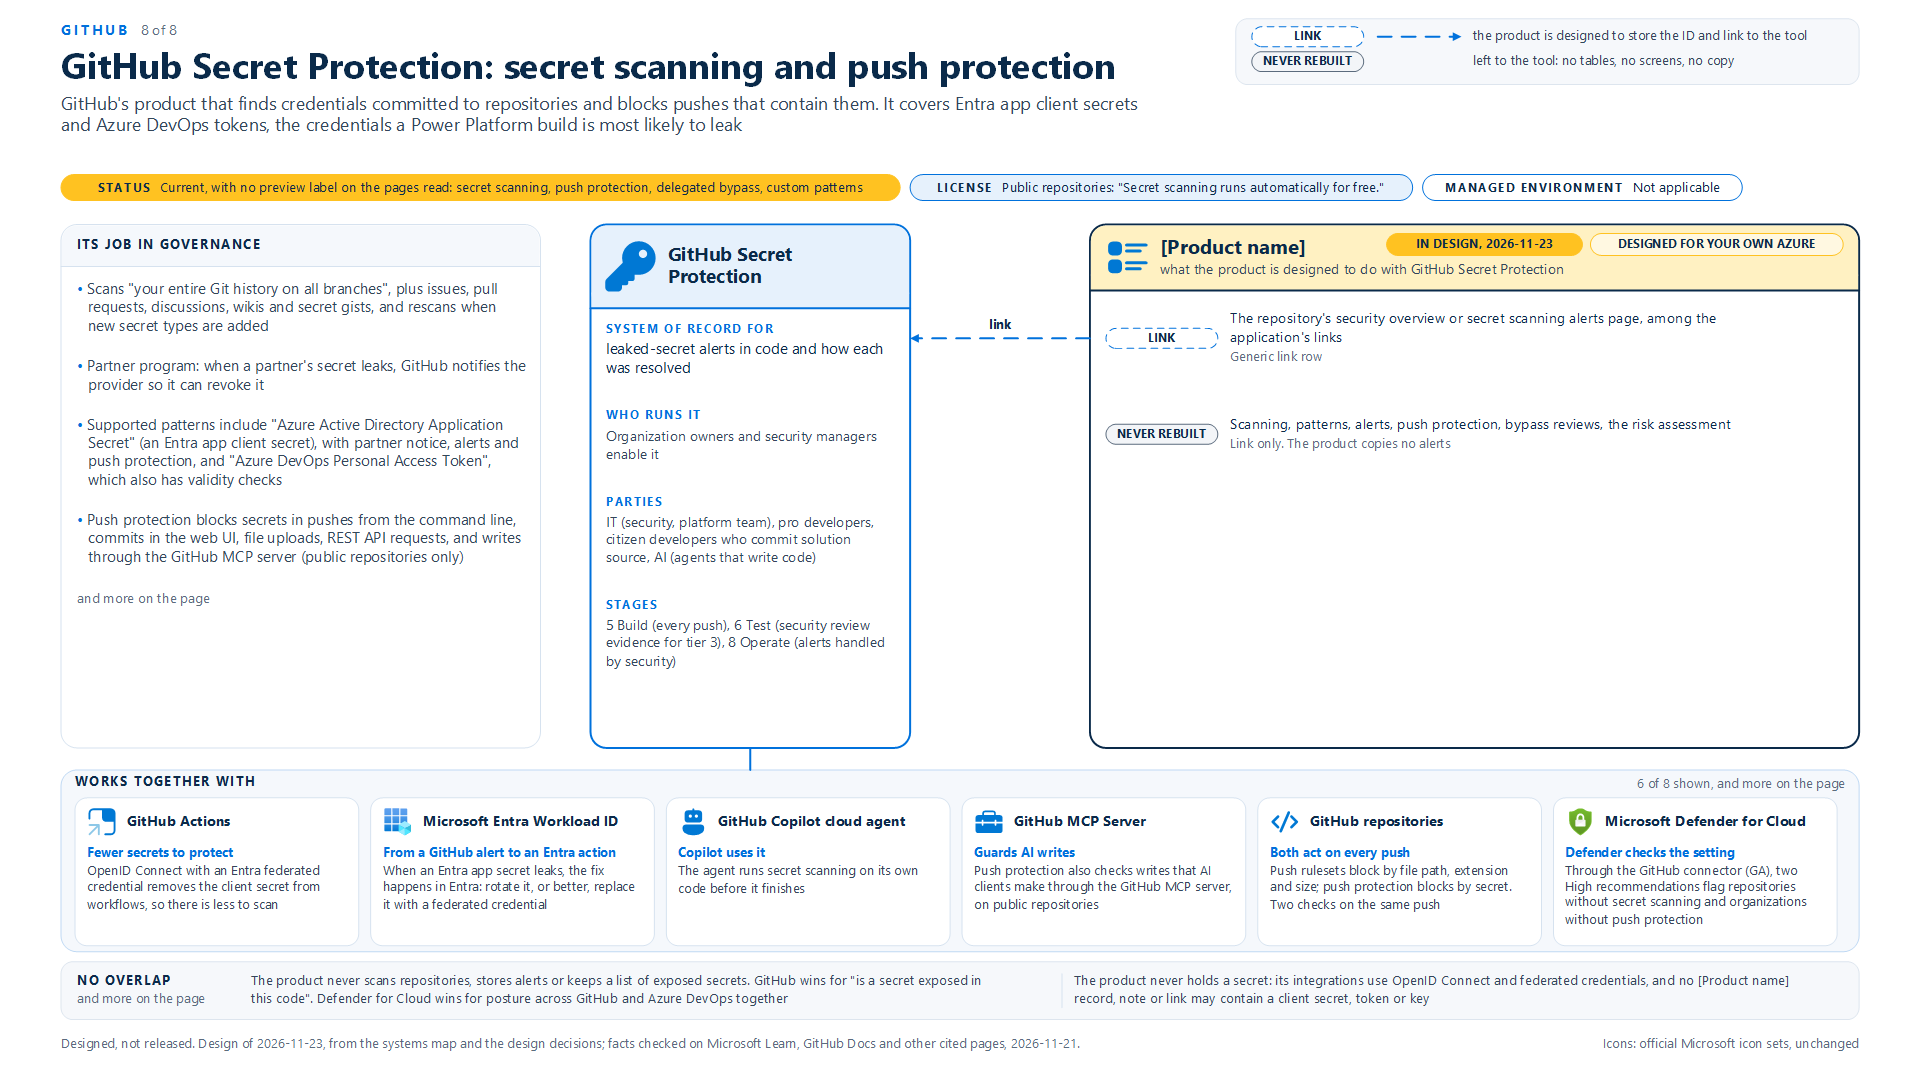 GITHUB 8 of 8
GitHub Secret Protection: secret scanning and push protection
GitHub's product that finds credentials committed to repositories and blocks pushes that contain them. It covers Entra app client secrets
and Azure DevOps tokens, the credentials a Power Platform build is most likely to leak
LINK the product is designed to store the ID and link to the tool
NEVER REBUILT left to the tool: no tables, no screens, no copy
STATUS Current, with no preview label on the pages read: secret scanning, push protection, delegated bypass, custom patterns
LICENSE Public repositories: "Secret scanning runs automatically for free."
MANAGED ENVIRONMENT Not applicable
ITS JOB IN GOVERNANCE
• Scans "your entire Git history on all branches", plus issues, pull
requests, discussions, wikis and secret gists, and rescans when
new secret types are added
• Partner program: when a partner's secret leaks, GitHub notifies the
provider so it can revoke it
• Supported patterns include "Azure Active Directory Application
Secret" (an Entra app client secret), with partner notice, alerts and
push protection, and "Azure DevOps Personal Access Token",
which also has validity checks
• Push protection blocks secrets in pushes from the command line,
commits in the web UI, file uploads, REST API requests, and writes
through the GitHub MCP server (public repositories only)
and more on the page
GitHub Secret
Protection
SYSTEM OF RECORD FOR
leaked-secret alerts in code and how each
was resolved
WHO RUNS IT
Organization owners and security managers
enable it
PARTIES
IT (security, platform team), pro developers,
citizen developers who commit solution
source, AI (agents that write code)
STAGES
5 Build (every push), 6 Test (security review
evidence for tier 3), 8 Operate (alerts handled
by security)
link
[Product name]
IN DESIGN, 2026-11-23
DESIGNED FOR YOUR OWN AZURE
what the product is designed to do with GitHub Secret Protection
LINK
The repository's security overview or secret scanning alerts page, among the
application's links
Generic link row
NEVER REBUILT
Scanning, patterns, alerts, push protection, bypass reviews, the risk assessment
Link only. The product copies no alerts
WORKS TOGETHER WITH
6 of 8 shown, and more on the page
GitHub Actions
Fewer secrets to protect
OpenID Connect with an Entra federated
credential removes the client secret from
workflows, so there is less to scan
Microsoft Entra Workload ID
From a GitHub alert to an Entra action
When an Entra app secret leaks, the fix
happens in Entra: rotate it, or better, replace
it with a federated credential
GitHub Copilot cloud agent
Copilot uses it
The agent runs secret scanning on its own
code before it finishes
GitHub MCP Server
Guards AI writes
Push protection also checks writes that AI
clients make through the GitHub MCP server,
on public repositories
GitHub repositories
Both act on every push
Push rulesets block by file path, extension
and size; push protection blocks by secret.
Two checks on the same push
Microsoft Defender for Cloud
Defender checks the setting
Through the GitHub connector (GA), two
High recommendations flag repositories
without secret scanning and organizations
without push protection
NO OVERLAP
and more on the page
The product never scans repositories, stores alerts or keeps a list of exposed secrets. GitHub wins for "is a secret exposed in
this code". Defender for Cloud wins for posture across GitHub and Azure DevOps together
The product never holds a secret: its integrations use OpenID Connect and federated credentials, and no [Product name]
record, note or link may contain a client secret, token or key
Designed, not released. Design of 2026-11-23, from the systems map and the design decisions; facts checked on Microsoft Learn, GitHub Docs and other cited pages, 2026-11-21.
Icons: official Microsoft icon sets, unchanged